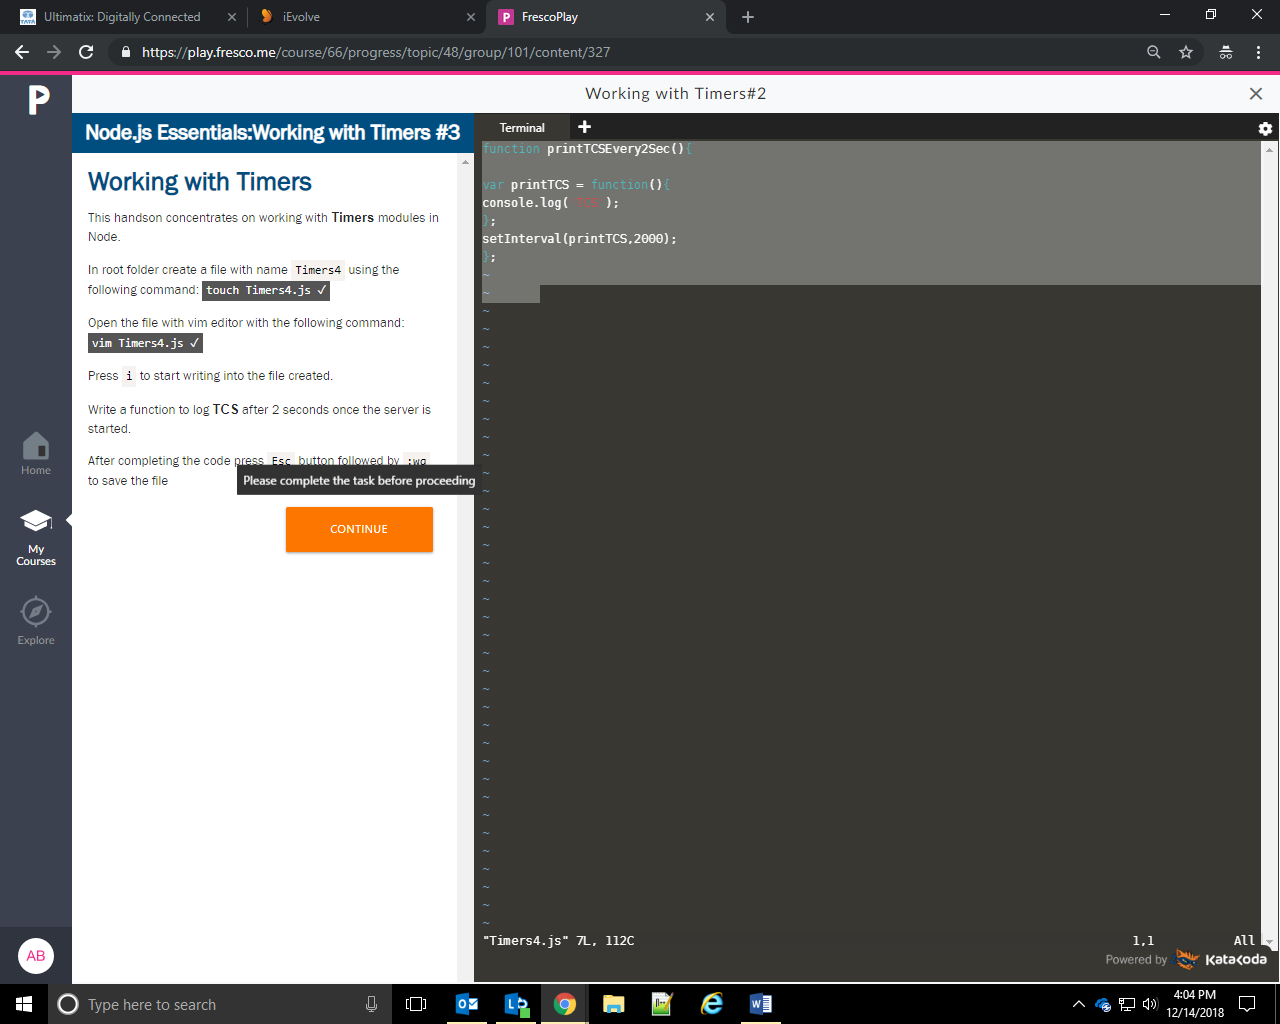 Ultimatix: Digitally Connected
iEvolve
FrescoPlay
https://play.fresco.me/course/66/progress/topic/48/group/101/content/327
Working with Timers#2
Node.js Essentials:Working with Timers #3
Terminal
Working with Timers
This handson concentrates on working with Timers modules in
Node.
In root folder create a file with name Timers4 using the
following command: touch Timers4.js ✓
Open the file with vim editor with the following command:
vim Timers4.js ✓
Press i to start writing into the file created.
Write a function to log TCS after 2 seconds once the server is
started.
After completing the code press Esc button followed by :wq
to save the file
Please complete the task before proceeding
CONTINUE
function printTCSEvery2Sec(){
var printTCS = function(){
console.log('TCS');
};
setInterval(printTCS,2000);
};
"Timers4.js" 7L, 112C
1,1
All
Powered by Katacoda
Home
My
Courses
Explore
AB
Type here to search
4:04 PM
12/14/2018